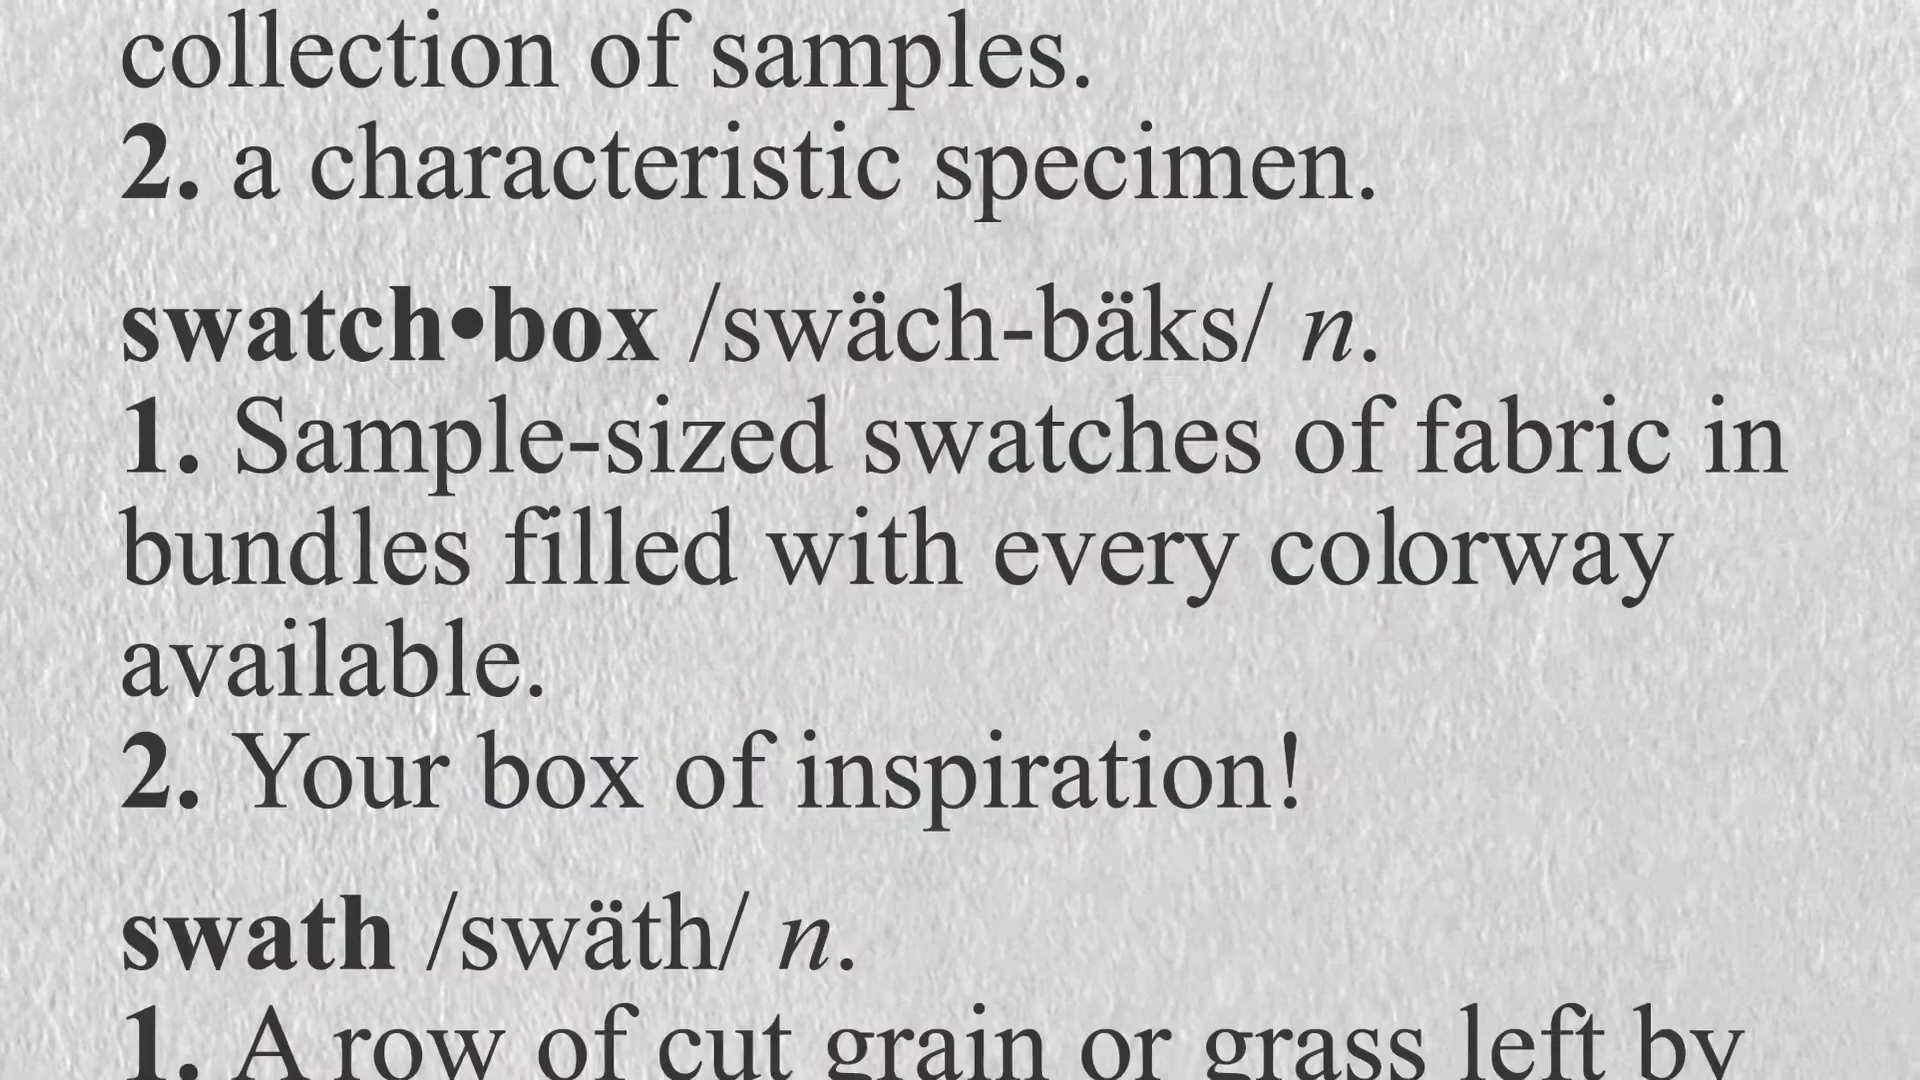 collection of samples.
2. a characteristic specimen.
swatch•box /swäch-bäks/ n.
1. Sample-sized swatches of fabric in
bundles filled with every colorway
available.
2. Your box of inspiration!
swath /swäth/ n.
1. A row of cut grain or grass left by